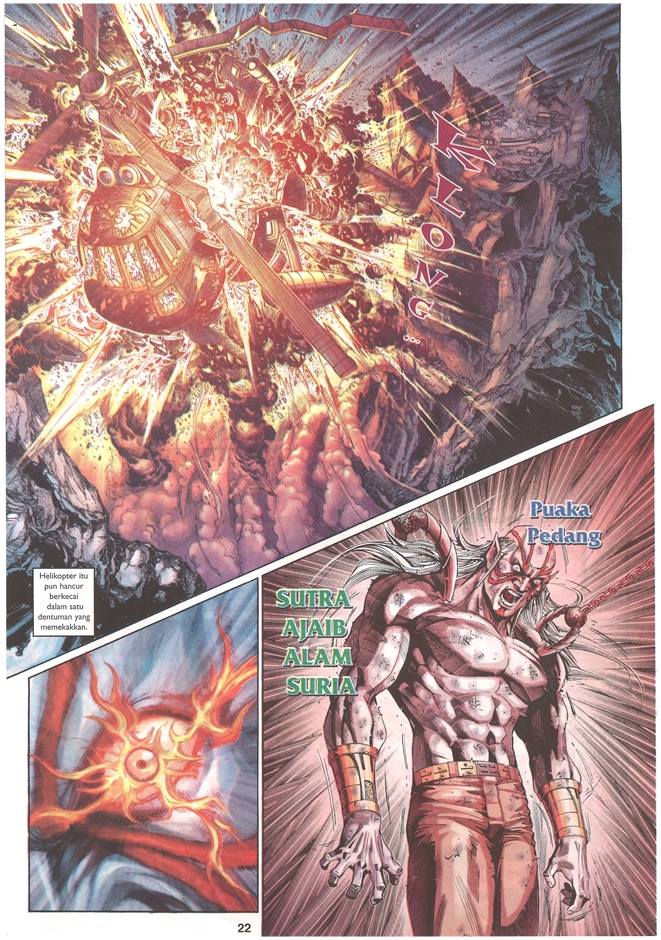 KLONG...
Helikopter itu
pun hancur
berkecai
dalam satu
dentuman yang
memekakkan.
Puaka
Pedang
SUTRA
AJAIB
ALAM
SURIA
22